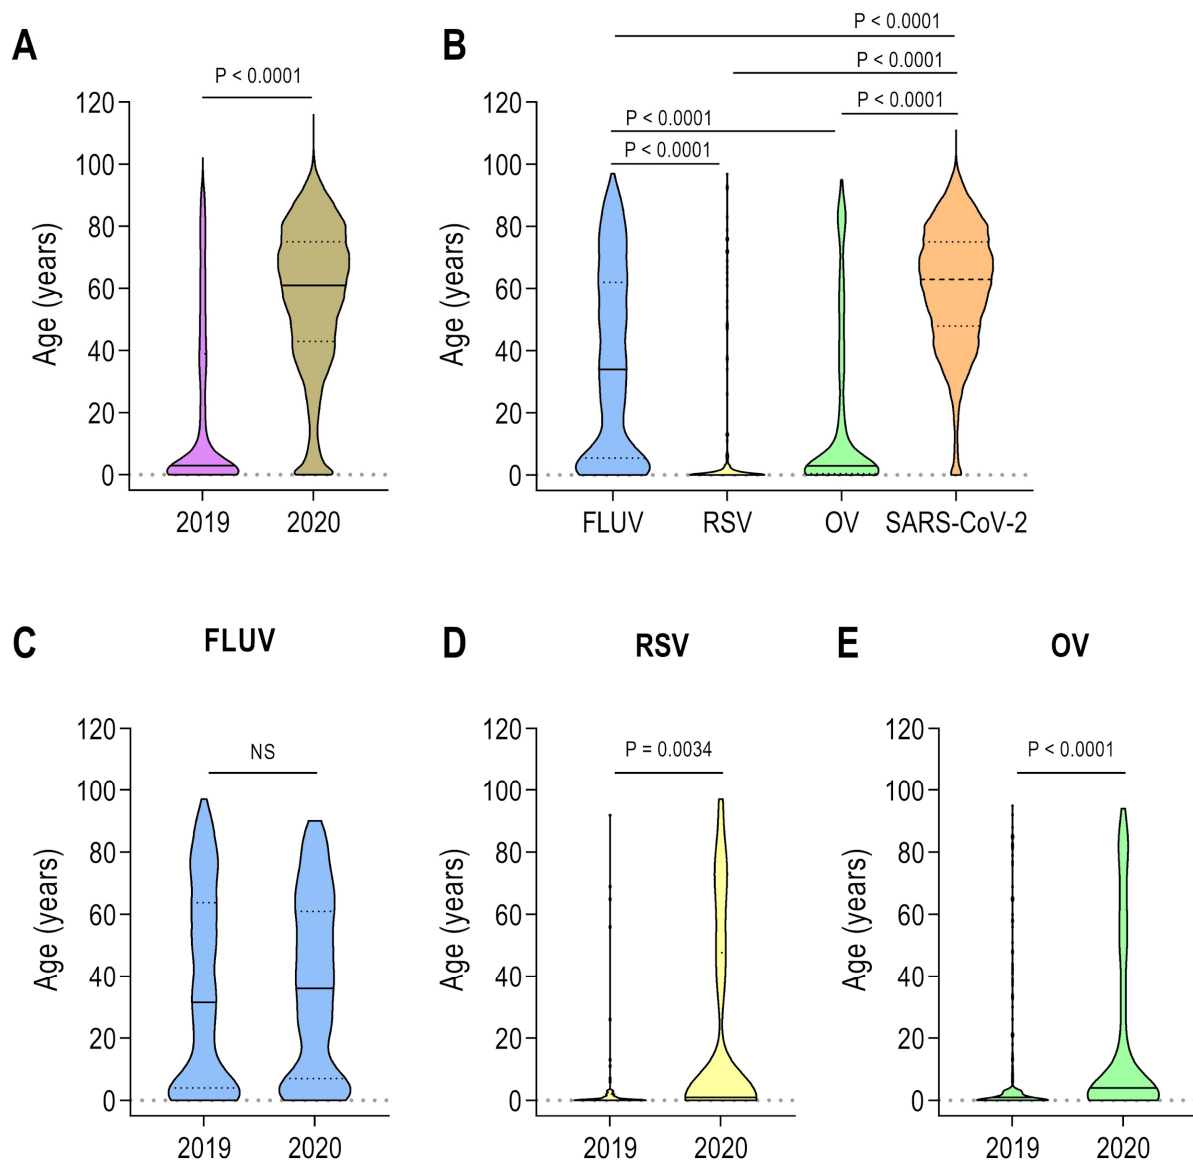 A
P < 0.0001
120
100
80
60
40
20
0
Age (years)
2019
2020
B
P < 0.0001
P < 0.0001
P < 0.0001
P < 0.0001
P < 0.0001
120
100
80
60
40
20
0
Age (years)
FLUV
RSV
OV
SARS-CoV-2
C
FLUV
NS
120
100
80
60
40
20
0
Age (years)
2019
2020
D
RSV
P = 0.0034
120
100
80
60
40
20
0
Age (years)
2019
2020
E
OV
P < 0.0001
120
100
80
60
40
20
0
Age (years)
2019
2020